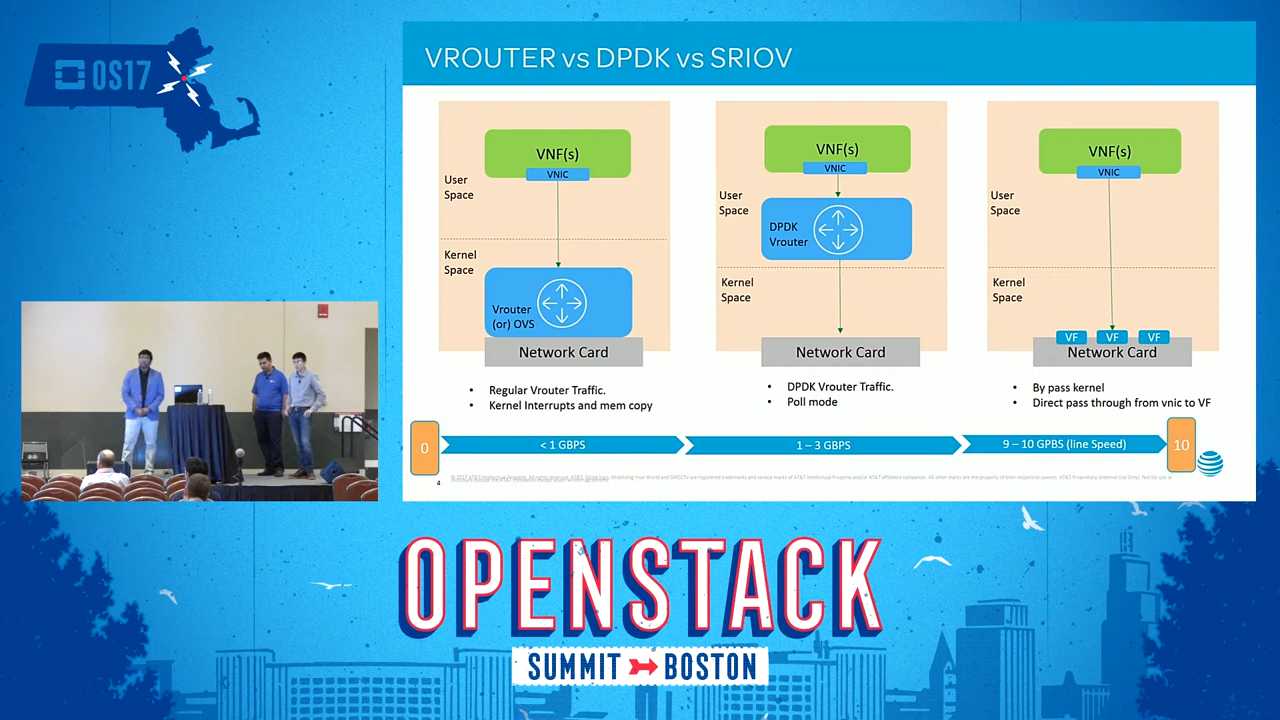 OS17
VROUTER vs DPDK vs SRIOV
VNF(s)
VNIC
User
Space
Kernel
Space
Vrouter
(or) OVS
Network Card
• Regular Vrouter Traffic.
• Kernel Interrupts and mem copy
VNF(s)
VNIC
User
Space
DPDK
Vrouter
Kernel
Space
Network Card
• DPDK Vrouter Traffic.
• Poll mode
VNF(s)
VNIC
User
Space
Kernel
Space
VF
VF
VF
Network Card
• By pass kernel
• Direct pass through from vnic to VF
0
< 1 GBPS
1 – 3 GBPS
9 – 10 GPBS (line Speed)
10
4
OPENSTACK
SUMMIT BOSTON